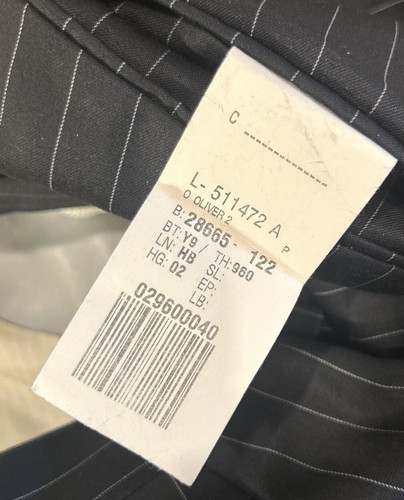 C ----------------
L- 511472 A
O OLIVER 2 P
B: 28665- 122
BT: Y9 / TH: 960
LN: HB SL:
HG: 02 EP:
LB:
029600040